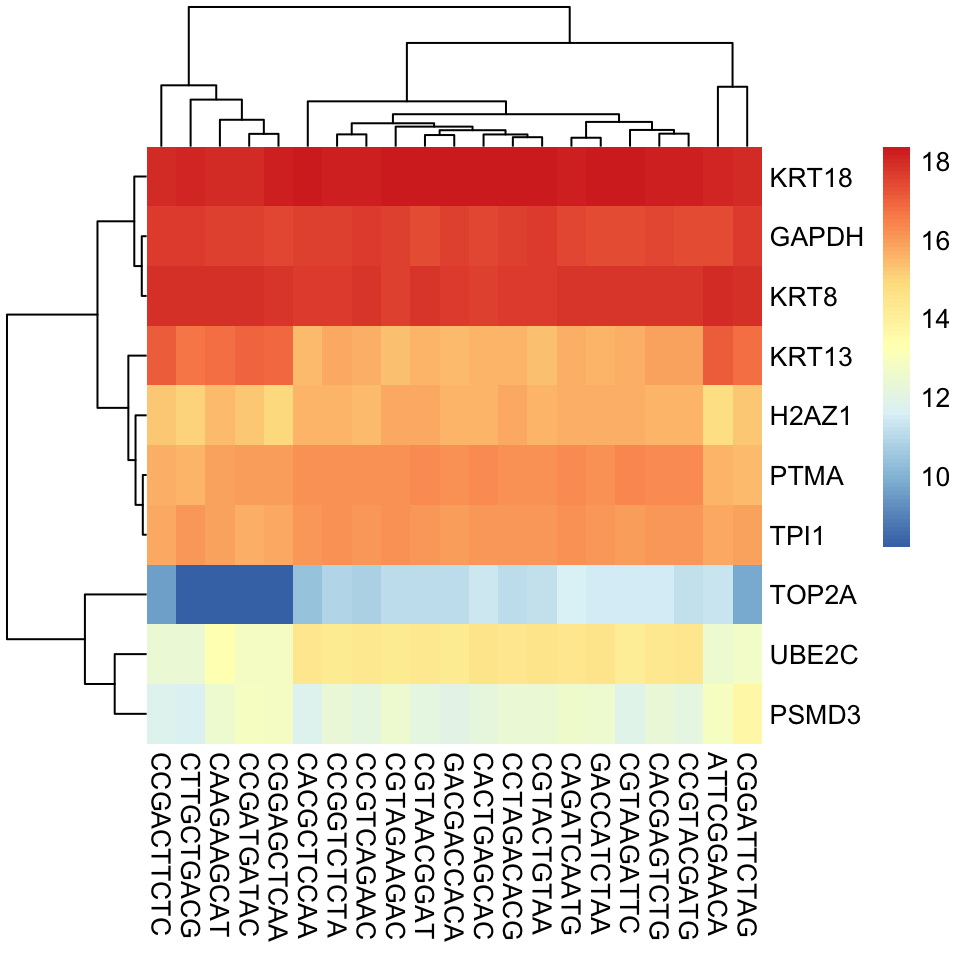 KRT18
GAPDH
KRT8
KRT13
H2AZ1
PTMA
TPI1
TOP2A
UBE2C
PSMD3
18
16
14
12
10
CCGACTTCTC
CTTGCTGACG
CAAGAAGCAT
CCGATGATAC
CGGAGCTCAA
CACGCTCCAA
CCGGTCTCTA
CCGTCAGAAC
CGTAGAAGAC
CGTAACGGAT
GACGACCACA
CACTGAGCAC
CCTAGACACG
CGTACTGTAA
CAGATCAATG
GACCATCTAA
CGTAAGATTC
CACGAGTCTG
CCGTACGATG
ATTCGGAACA
CGGATTCTAG